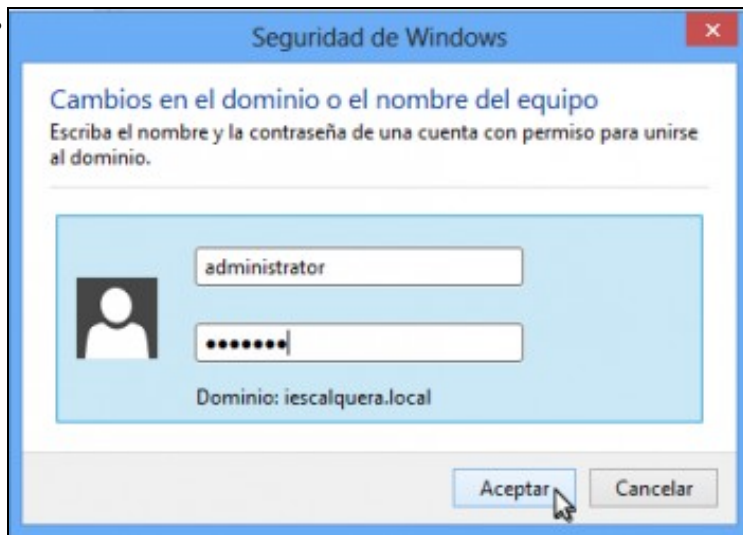 Seguridad de Windows
Cambios en el dominio o el nombre del equipo
Escriba el nombre y la contraseña de una cuenta con permiso para unirse
al dominio.
administrator
•••••••
Dominio: iescalquera.local
Aceptar
Cancelar